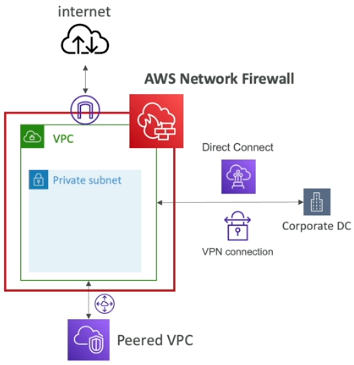 internet
AWS Network Firewall
VPC
Private subnet
Direct Connect
VPN connection
Corporate DC
Peered VPC